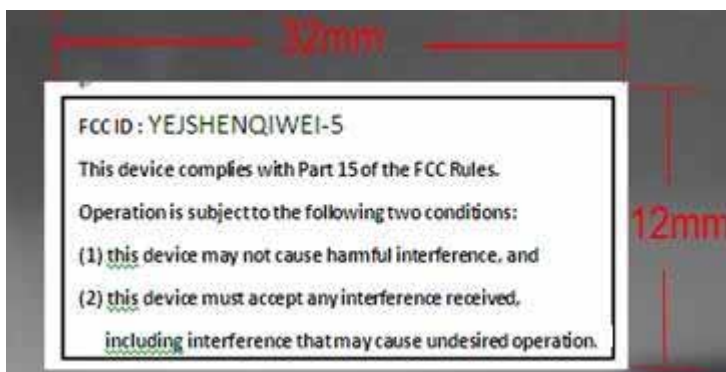 32mm
FCC ID : YEJSHENQIWEI-5
This device complies with Part 15 of the FCC Rules.
Operation is subject to the following two conditions:
12mm
(1) this device may not cause harmful interference, and
(2) this device must accept any interference received,
including interference that may cause undesired operation.